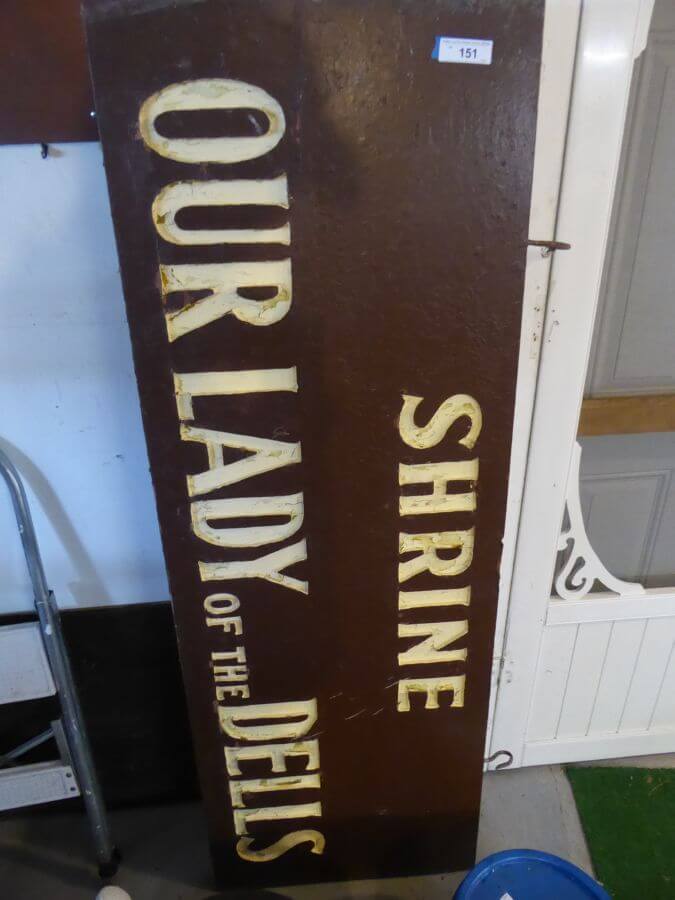 SHRINE
OUR LADY OF THE DELLS
151